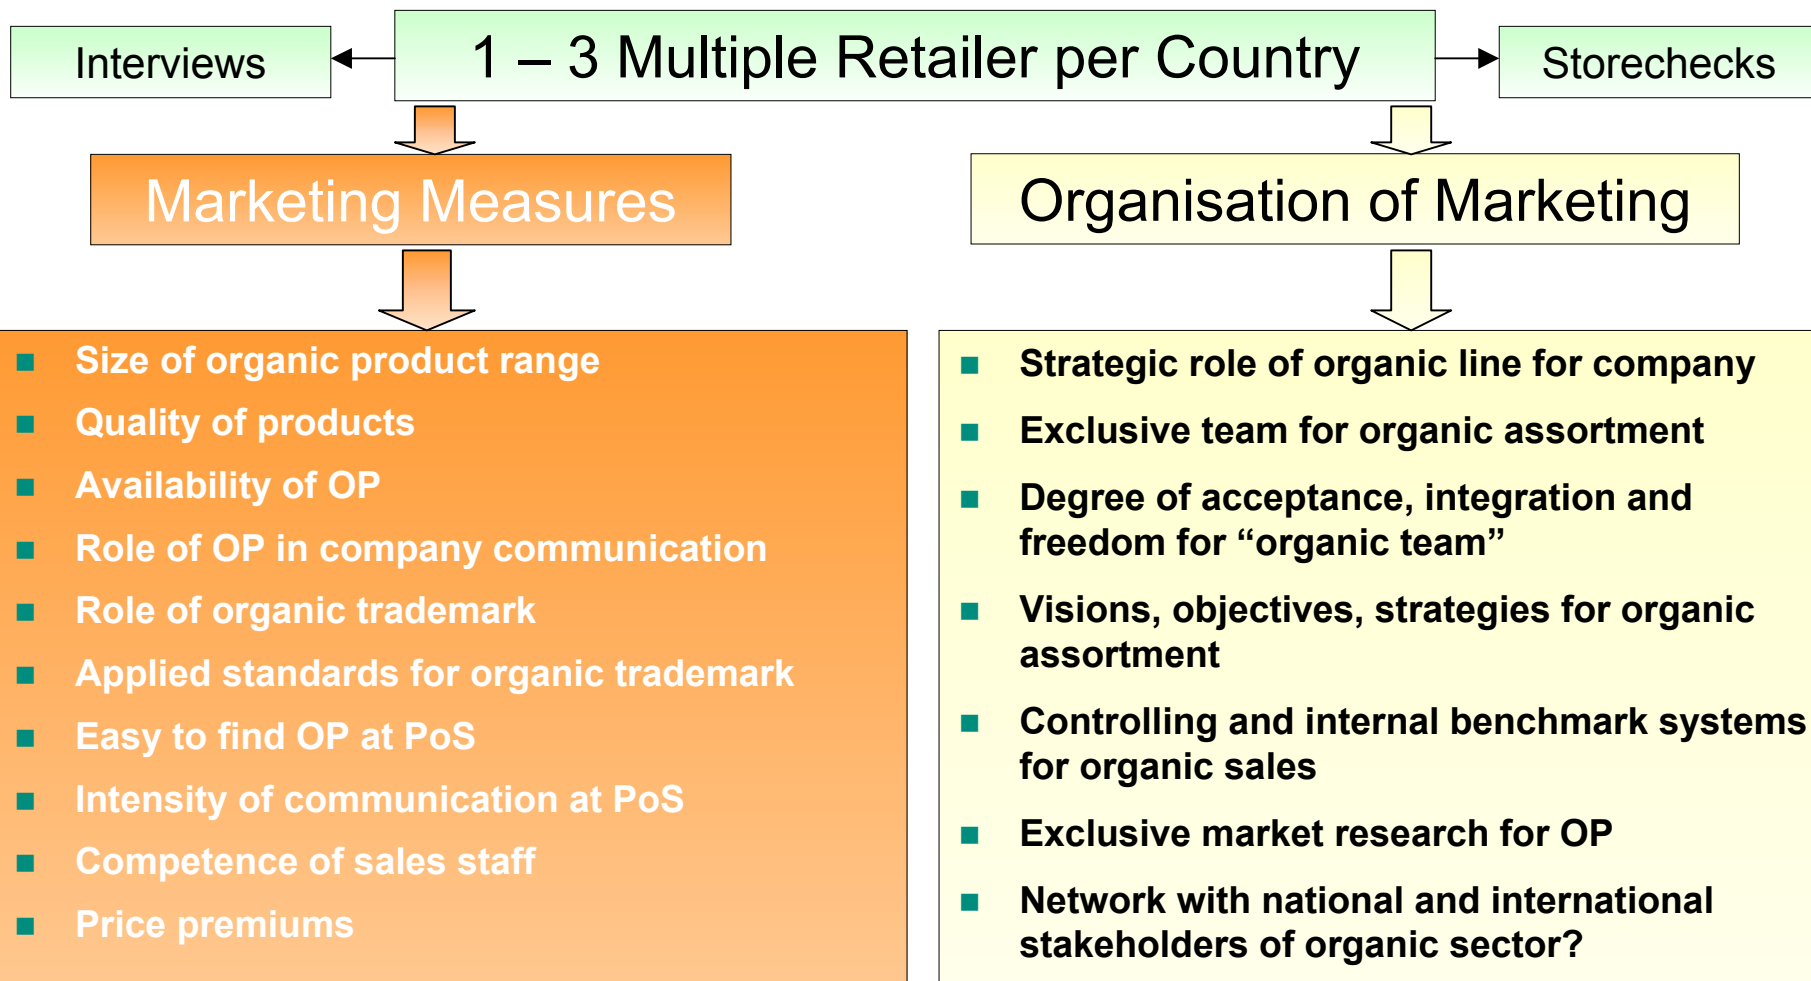 Interviews
1 – 3 Multiple Retailer per Country
Storechecks
Marketing Measures
Organisation of Marketing
Size of organic product range
Quality of products
Availability of OP
Role of OP in company communication
Role of organic trademark
Applied standards for organic trademark
Easy to find OP at PoS
Intensity of communication at PoS
Competence of sales staff
Price premiums
Strategic role of organic line for company
Exclusive team for organic assortment
Degree of acceptance, integration and
freedom for “organic team”
Visions, objectives, strategies for organic
assortment
Controlling and internal benchmark systems
for organic sales
Exclusive market research for OP
Network with national and international
stakeholders of organic sector?